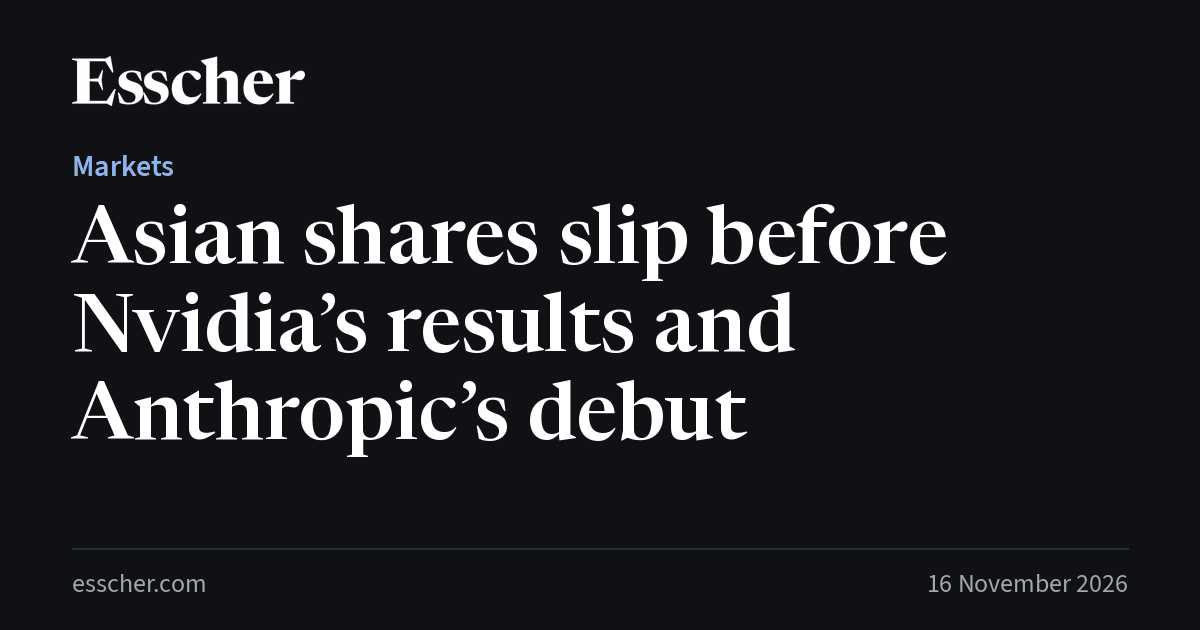 Esscher
Markets
Asian shares slip before
Nvidia’s results and
Anthropic’s debut
esscher.com
16 November 2026